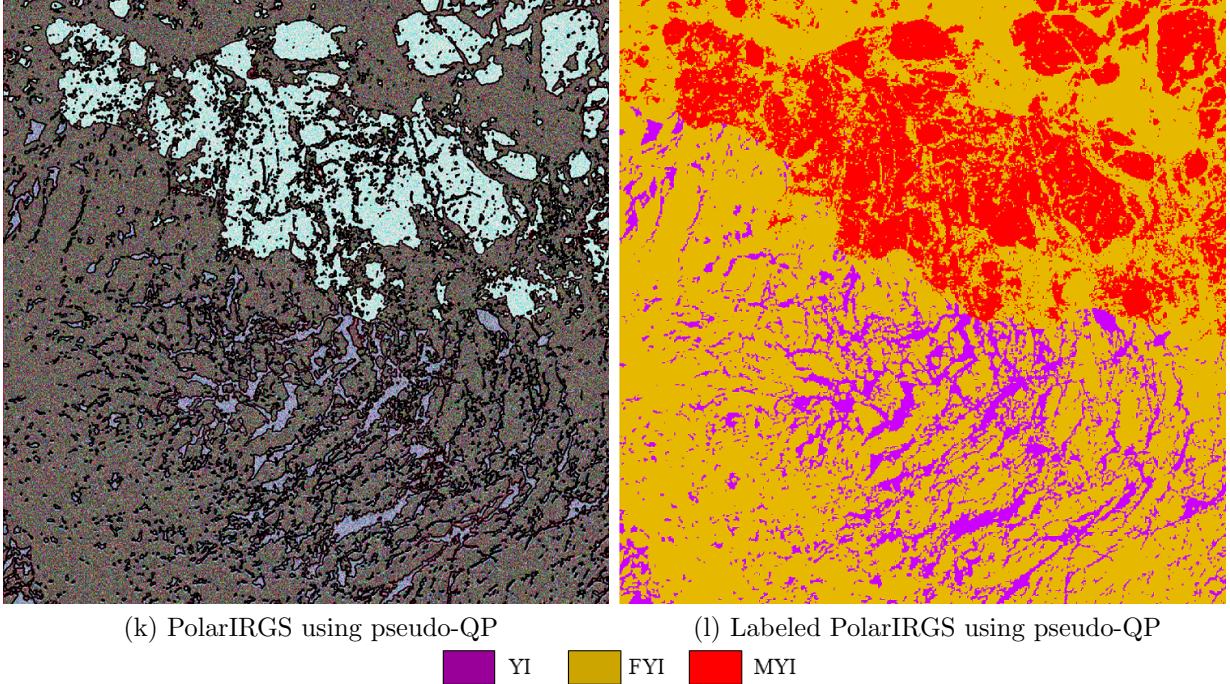 (k) PolarIRGS using pseudo-QP
(l) Labeled PolarIRGS using pseudo-QP
YI FYI MYI